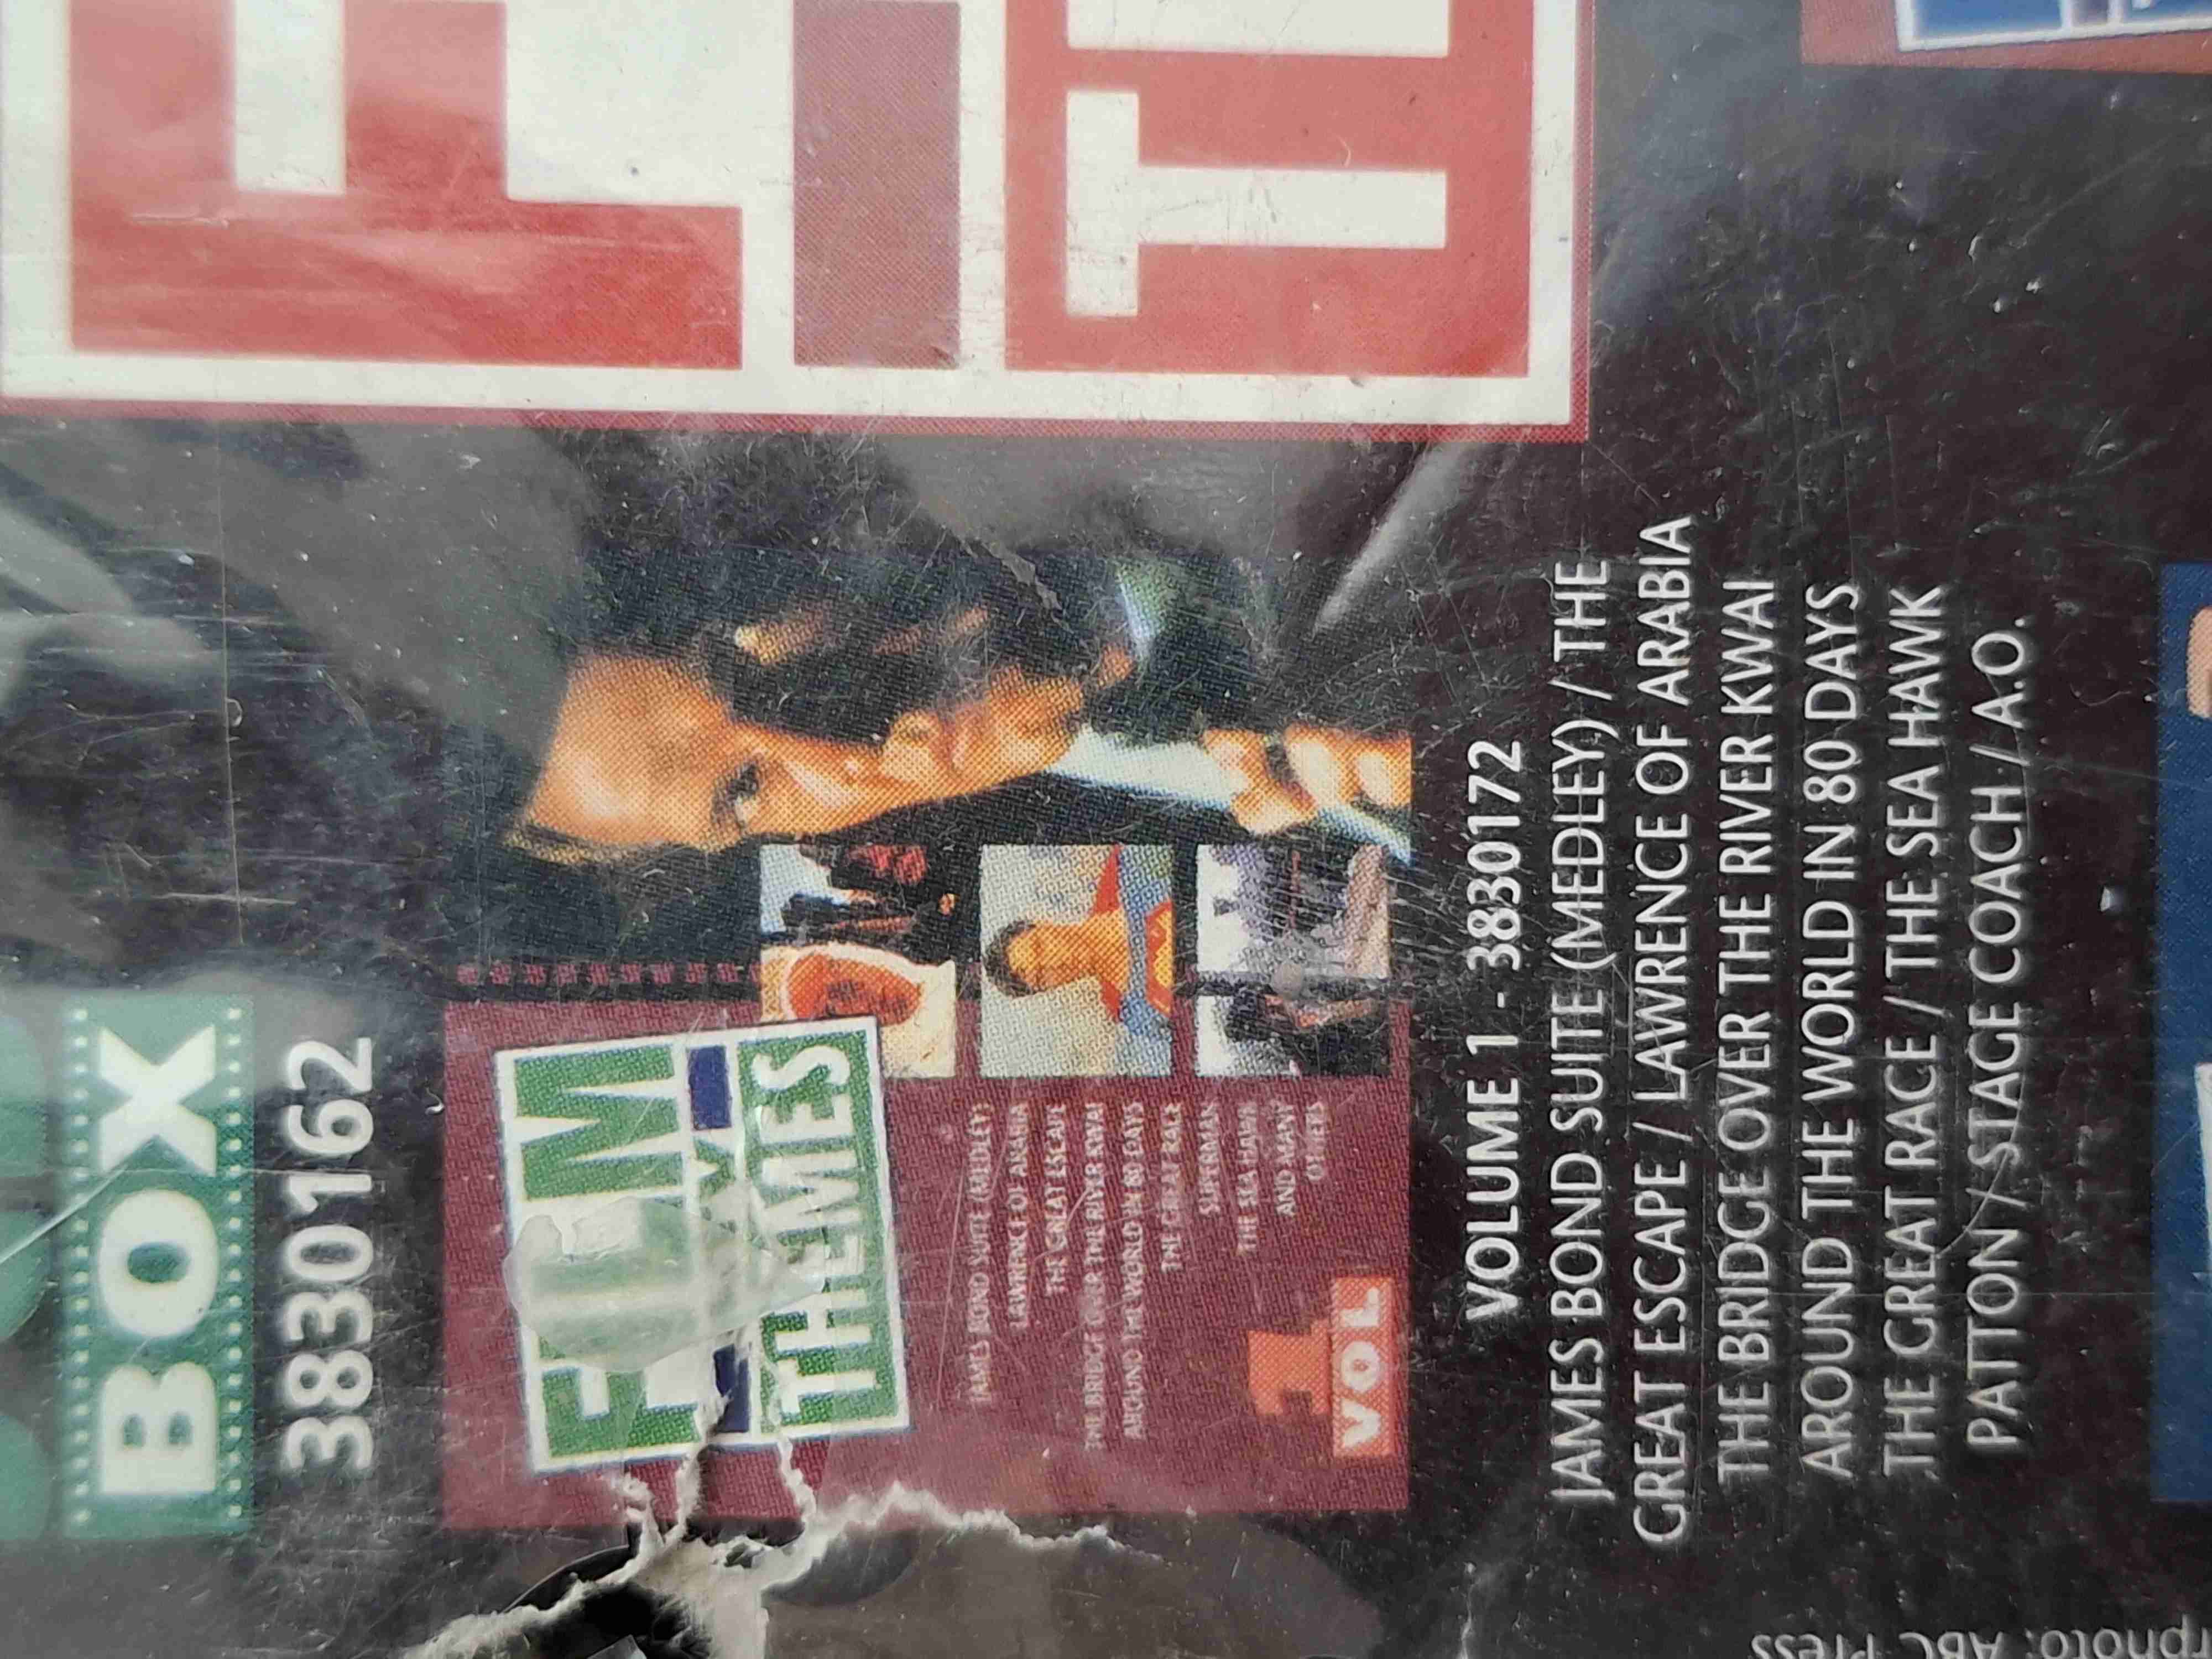 BOX
3830162
FILM
THEMES
JAMES BOND SUITE (MEDLEY)
LAWRENCE OF ARABIA
THE GREAT ESCAPE
THE BRIDGE OVER THE RIVER KWAI
AROUND THE WORLD IN 80 DAYS
THE GREAT RACE
SUPERMAN
THE SEA HAWK
AND MANY
OTHERS
1
VOL
VOLUME 1 - 3830172
JAMES BOND SUITE (MEDLEY) / THE
GREAT ESCAPE / LAWRENCE OF ARABIA
THE BRIDGE OVER THE RIVER KWAI
AROUND THE WORLD IN 80 DAYS
THE GREAT RACE / THE SEA HAWK
PATTON / STAGE COACH / A.O.
rphoto: ABC Press